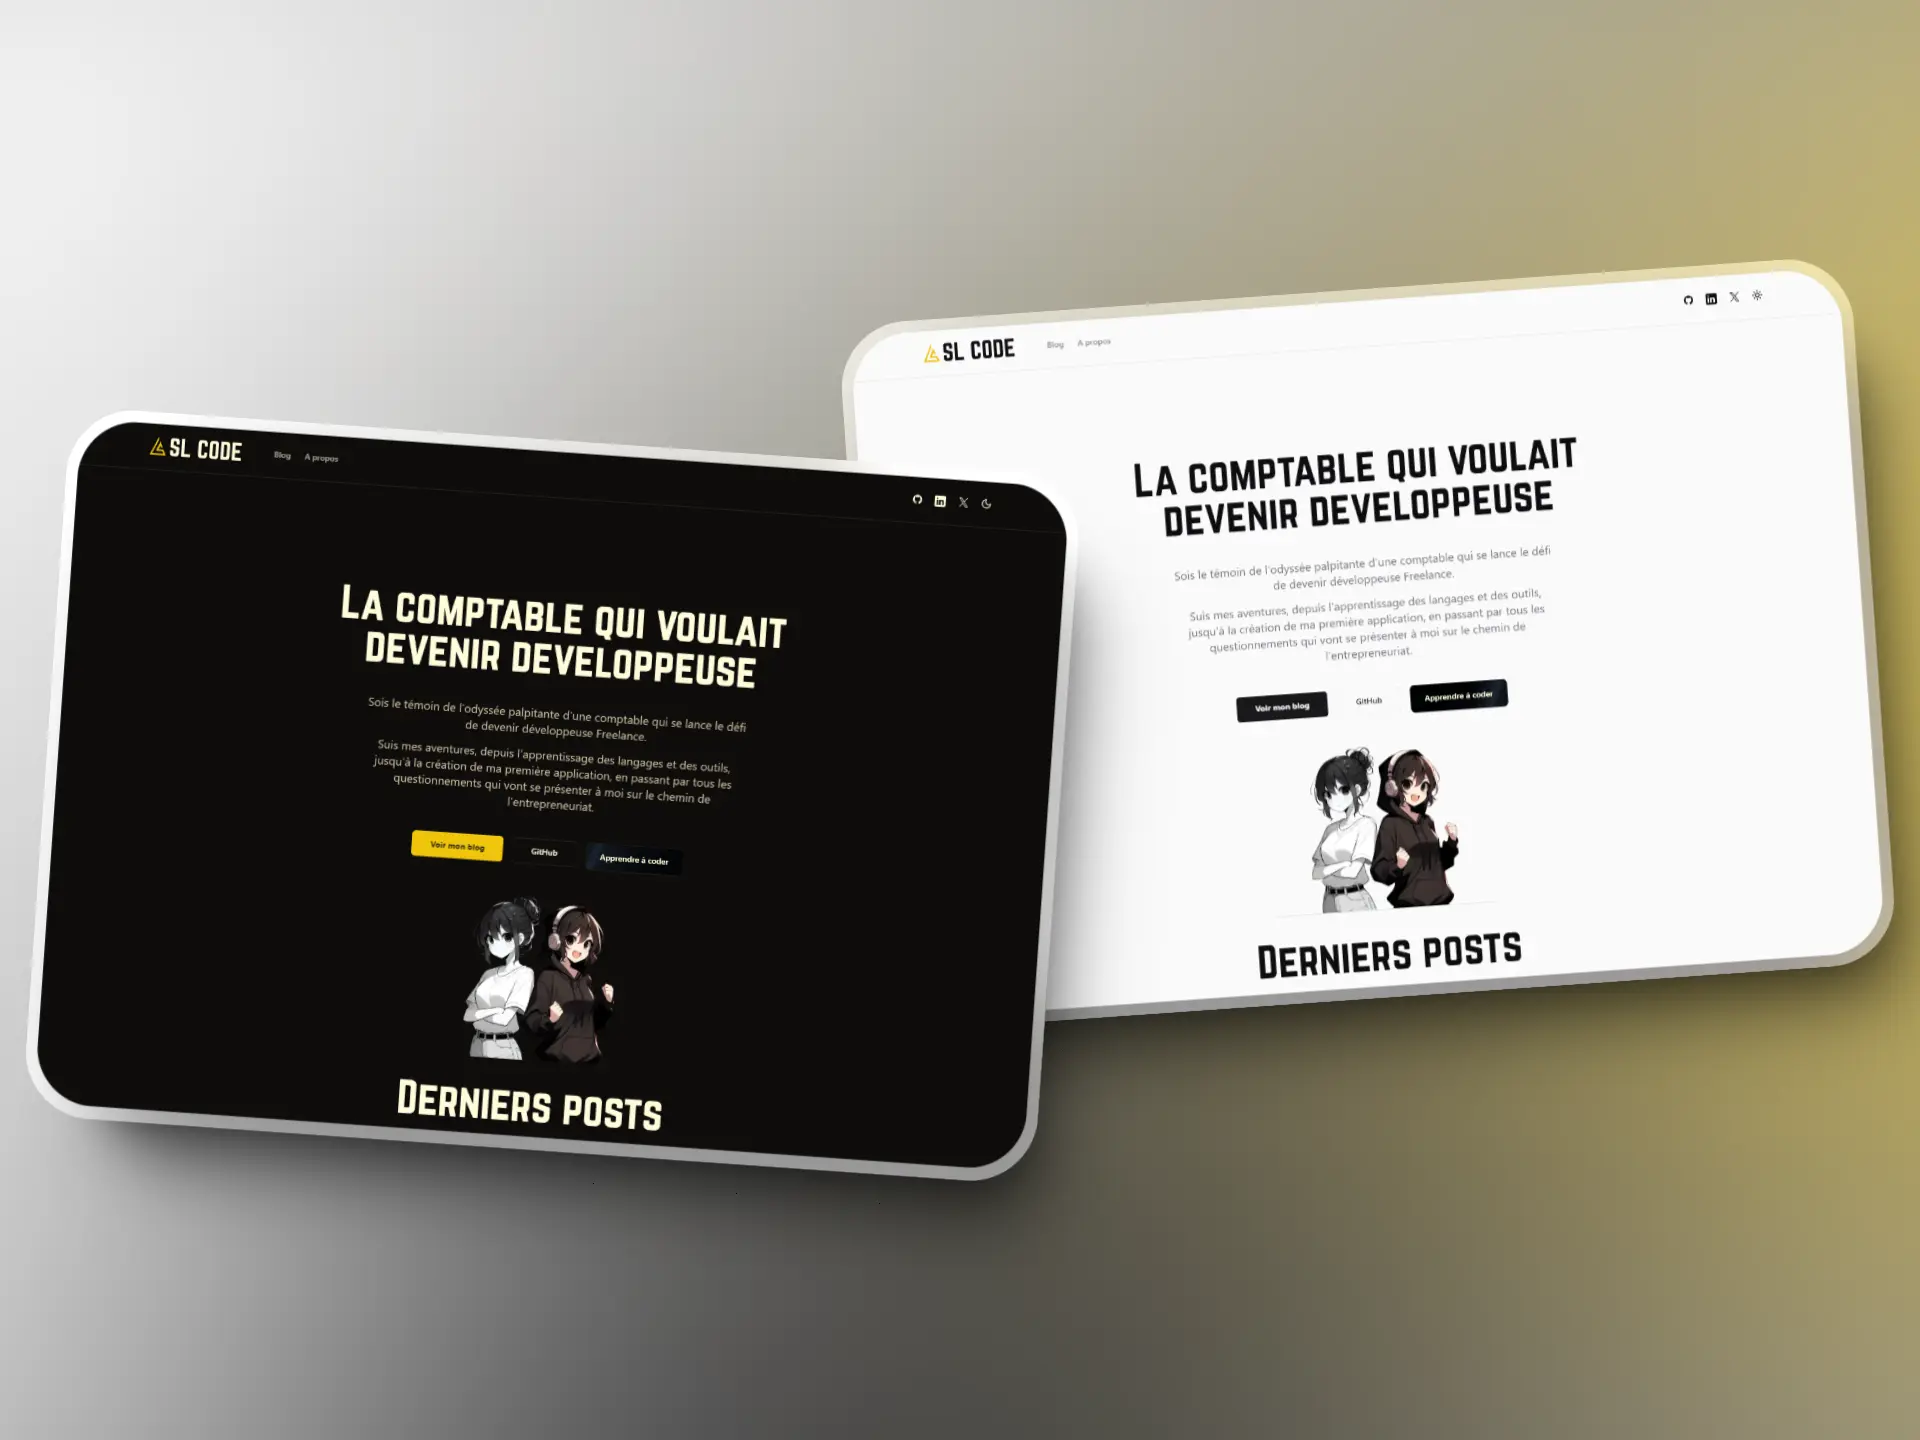 SL CODE
Blog A propos
LA COMPTABLE QUI VOULAIT
DEVENIR DEVELOPPEUSE
Sois le témoin de l'odyssée palpitante d'une comptable qui se lance le défi
de devenir développeuse Freelance.
Suis mes aventures, depuis l'apprentissage des langages et des outils,
jusqu'à la création de ma première application, en passant par tous les
questionnements qui vont se présenter à moi sur le chemin de
l'entrepreneuriat.
Voir mon blog GitHub Apprendre à coder
DERNIERS POSTS
SL CODE
Blog A propos
LA COMPTABLE QUI VOULAIT
DEVENIR DEVELOPPEUSE
Sois le témoin de l'odyssée palpitante d'une comptable qui se lance le défi
de devenir développeuse Freelance.
Suis mes aventures, depuis l'apprentissage des langages et des outils,
jusqu'à la création de ma première application, en passant par tous les
questionnements qui vont se présenter à moi sur le chemin de
l'entrepreneuriat.
Voir mon blog GitHub Apprendre à coder
DERNIERS POSTS